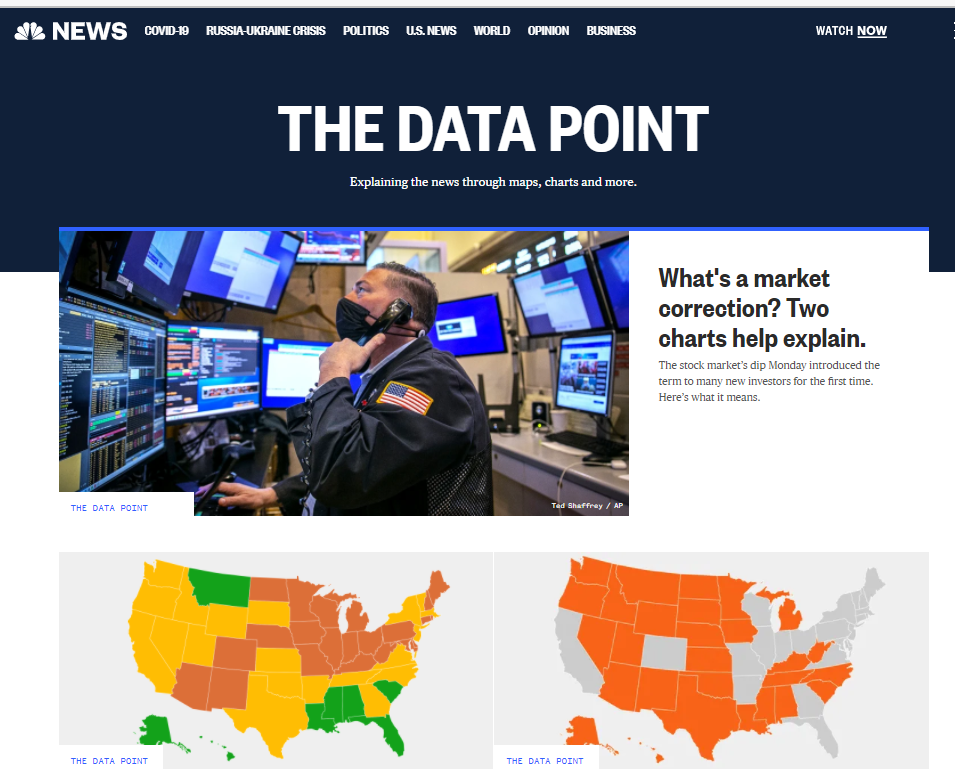 NEWS COVID-19 RUSSIA-UKRAINE CRISIS POLITICS U.S. NEWS WORLD OPINION BUSINESS WATCH NOW
THE DATA POINT
Explaining the news through maps, charts and more.
What's a market
correction? Two
charts help explain.
The stock market's dip Monday introduced the
term to many new investors for the first time.
Here's what it means.
Ted Shaffrey / AP
THE DATA POINT
THE DATA POINT
THE DATA POINT